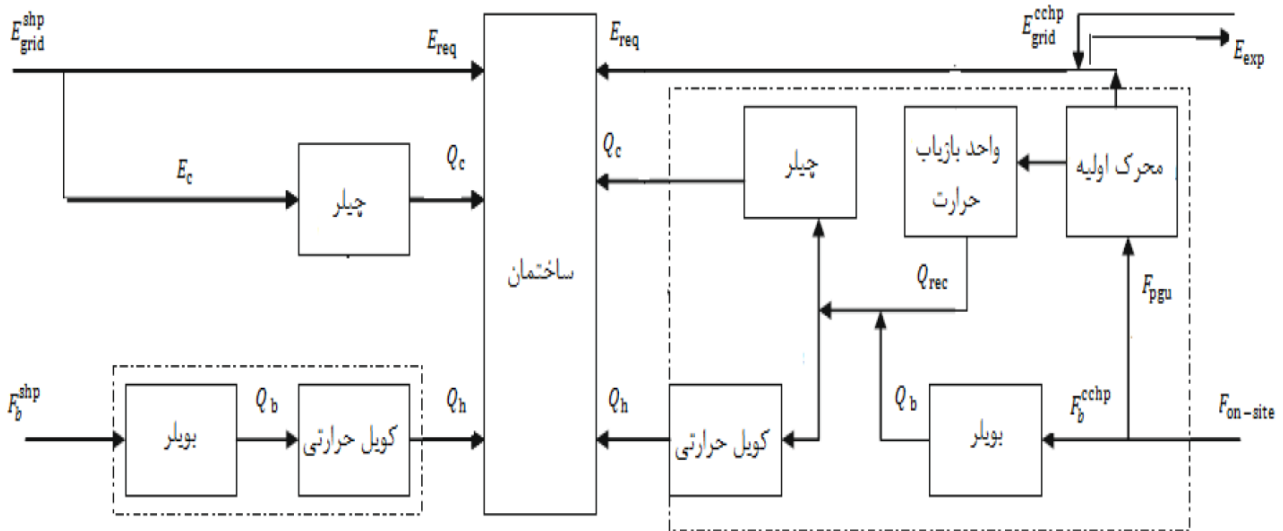 E_grid^shp
E_req
E_req
E_grid^cchp
E_exp
E_c
چیلر
Q_c
Q_c
چیلر
واحد بازیاب
حرارت
محرک اولیه
ساختمان
Q_rec
F_pgu
F_b^shp
بویلر
Q_b
کویل حرارتی
Q_h
Q_h
کویل حرارتی
Q_b
بویلر
F_b^cchp
F_on−site